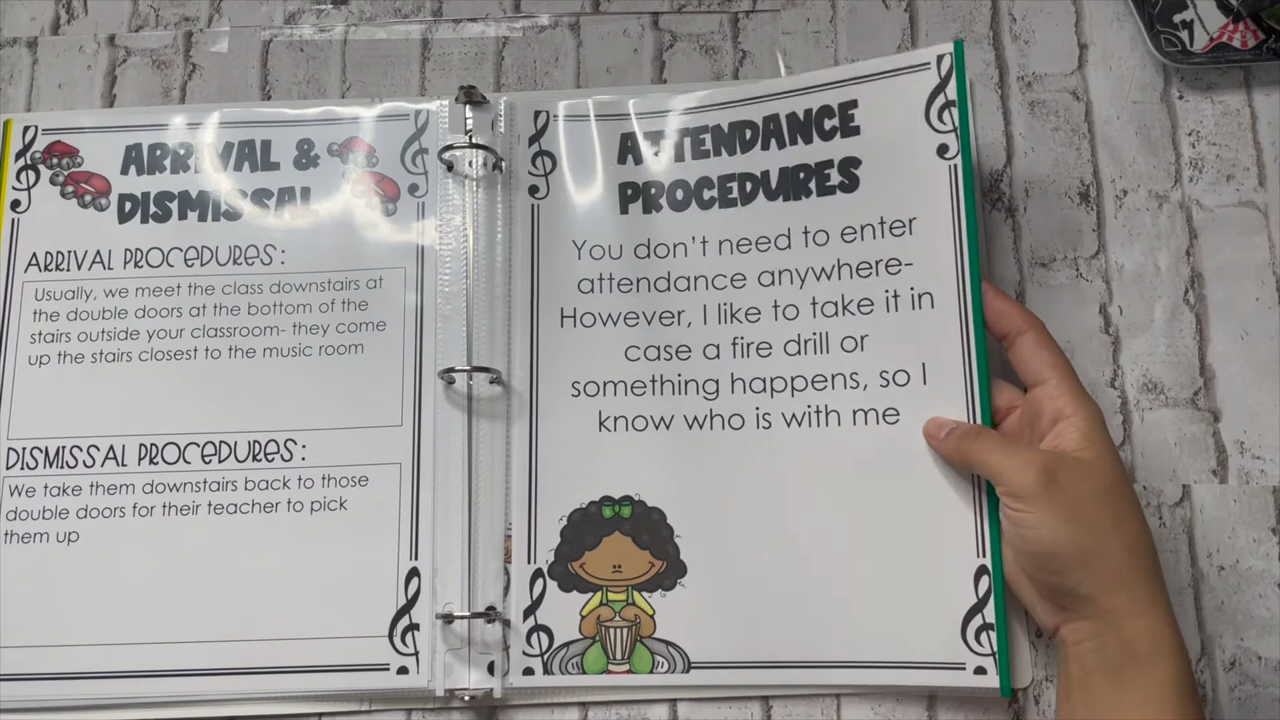 ARRIVAL &
DISMISSAL
ARRIVAL PROCEDURES:
Usually, we meet the class downstairs at
the double doors at the bottom of the
stairs outside your classroom- they come
up the stairs closest to the music room
DISMISSAL PROCEDURES:
We take them downstairs back to those
double doors for their teacher to pick
them up
ATTENDANCE
PROCEDURES
You don't need to enter
attendance anywhere-
However, I like to take it in
case a fire drill or
something happens, so I
know who is with me